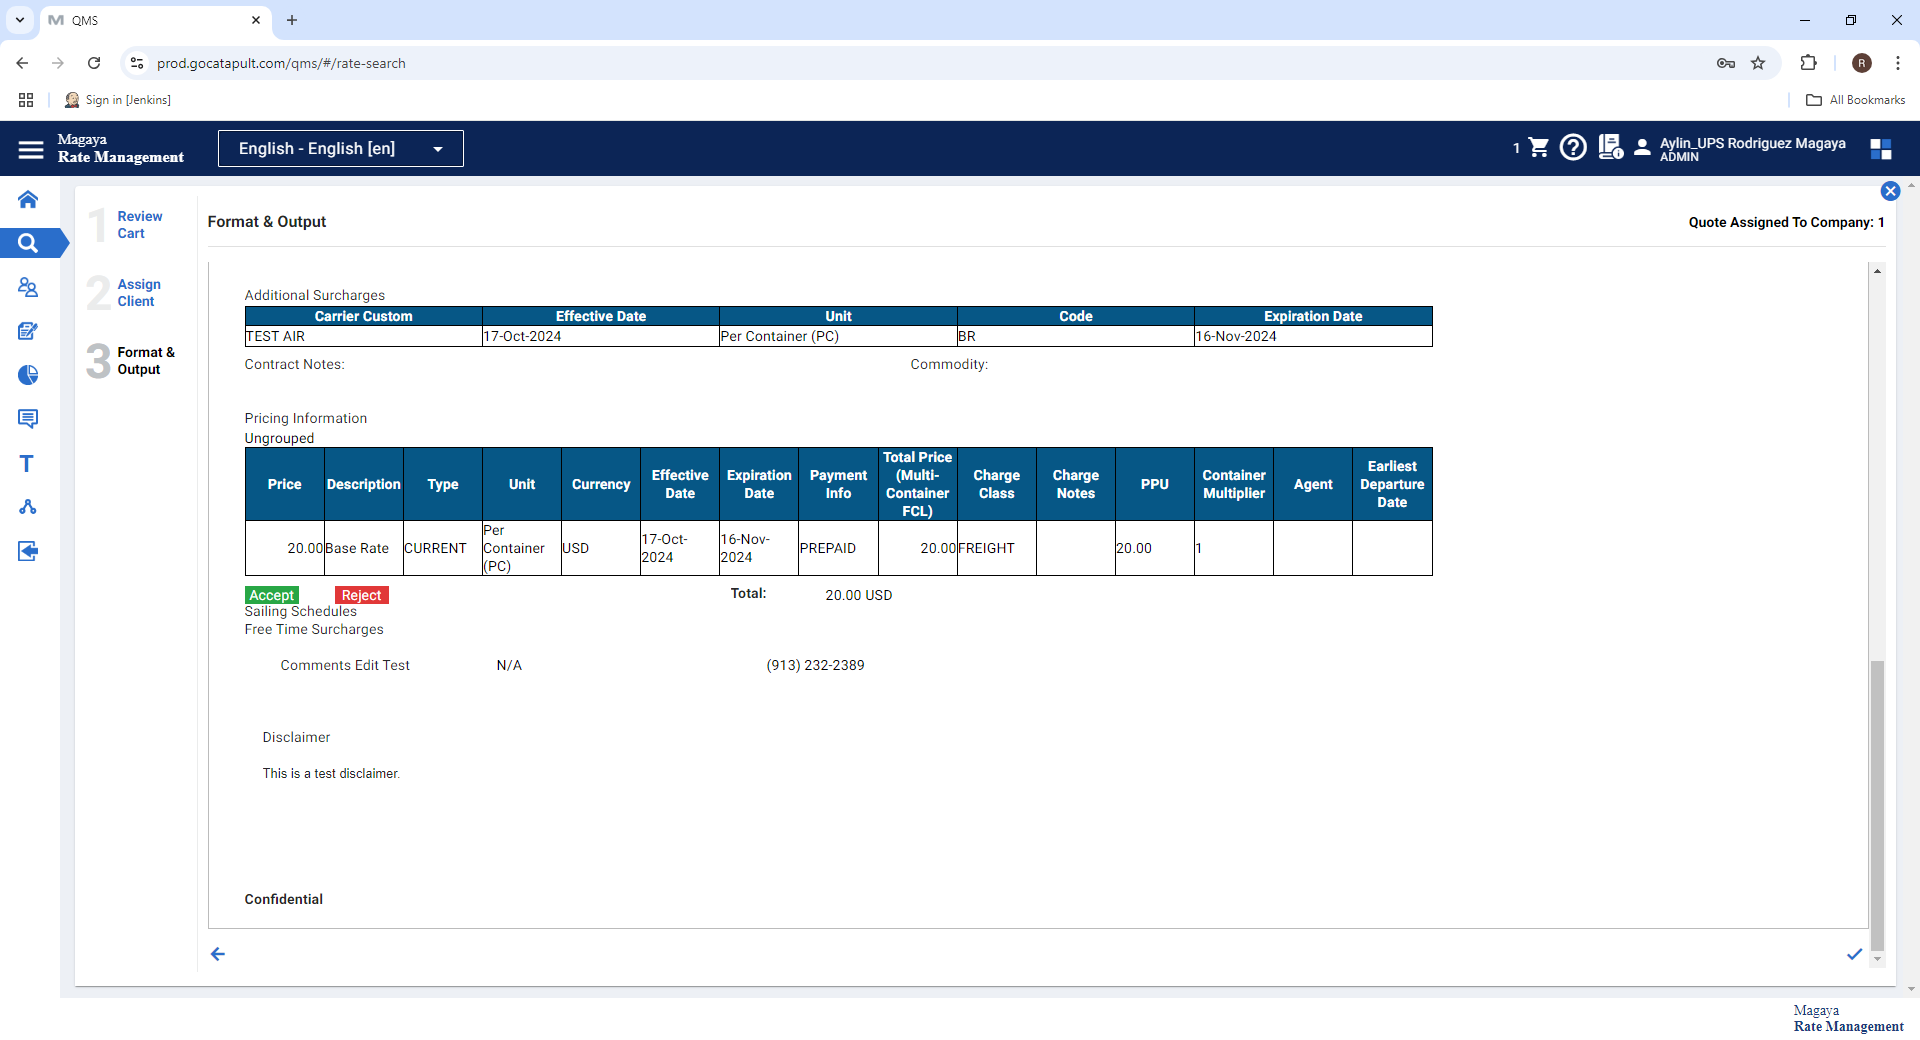 QMS
prod.gocatapult.com/qms/#/rate-search
R
Sign in [Jenkins]
All Bookmarks
Magaya
Rate Management
English - English [en]
1
Aylin_UPS Rodriguez Magaya
ADMIN
1 Review Cart
2 Assign Client
3 Format & Output
Format & Output
Quote Assigned To Company: 1
Additional Surcharges
Carrier Custom Effective Date Unit Code Expiration Date
TEST AIR 17-Oct-2024 Per Container (PC) BR 16-Nov-2024
Contract Notes: Commodity:
Pricing Information
Ungrouped
Price Description Type Unit Currency Effective Date Expiration Date Payment Info Total Price (Multi-Container FCL) Charge Class Charge Notes PPU Container Multiplier Agent Earliest Departure Date
20.00 Base Rate CURRENT Per Container (PC) USD 17-Oct-2024 16-Nov-2024 PREPAID 20.00 FREIGHT 20.00 1
Accept Reject Total: 20.00 USD
Sailing Schedules
Free Time Surcharges
Comments Edit Test N/A (913) 232-2389
Disclaimer
This is a test disclaimer.
Confidential
Magaya
Rate Management